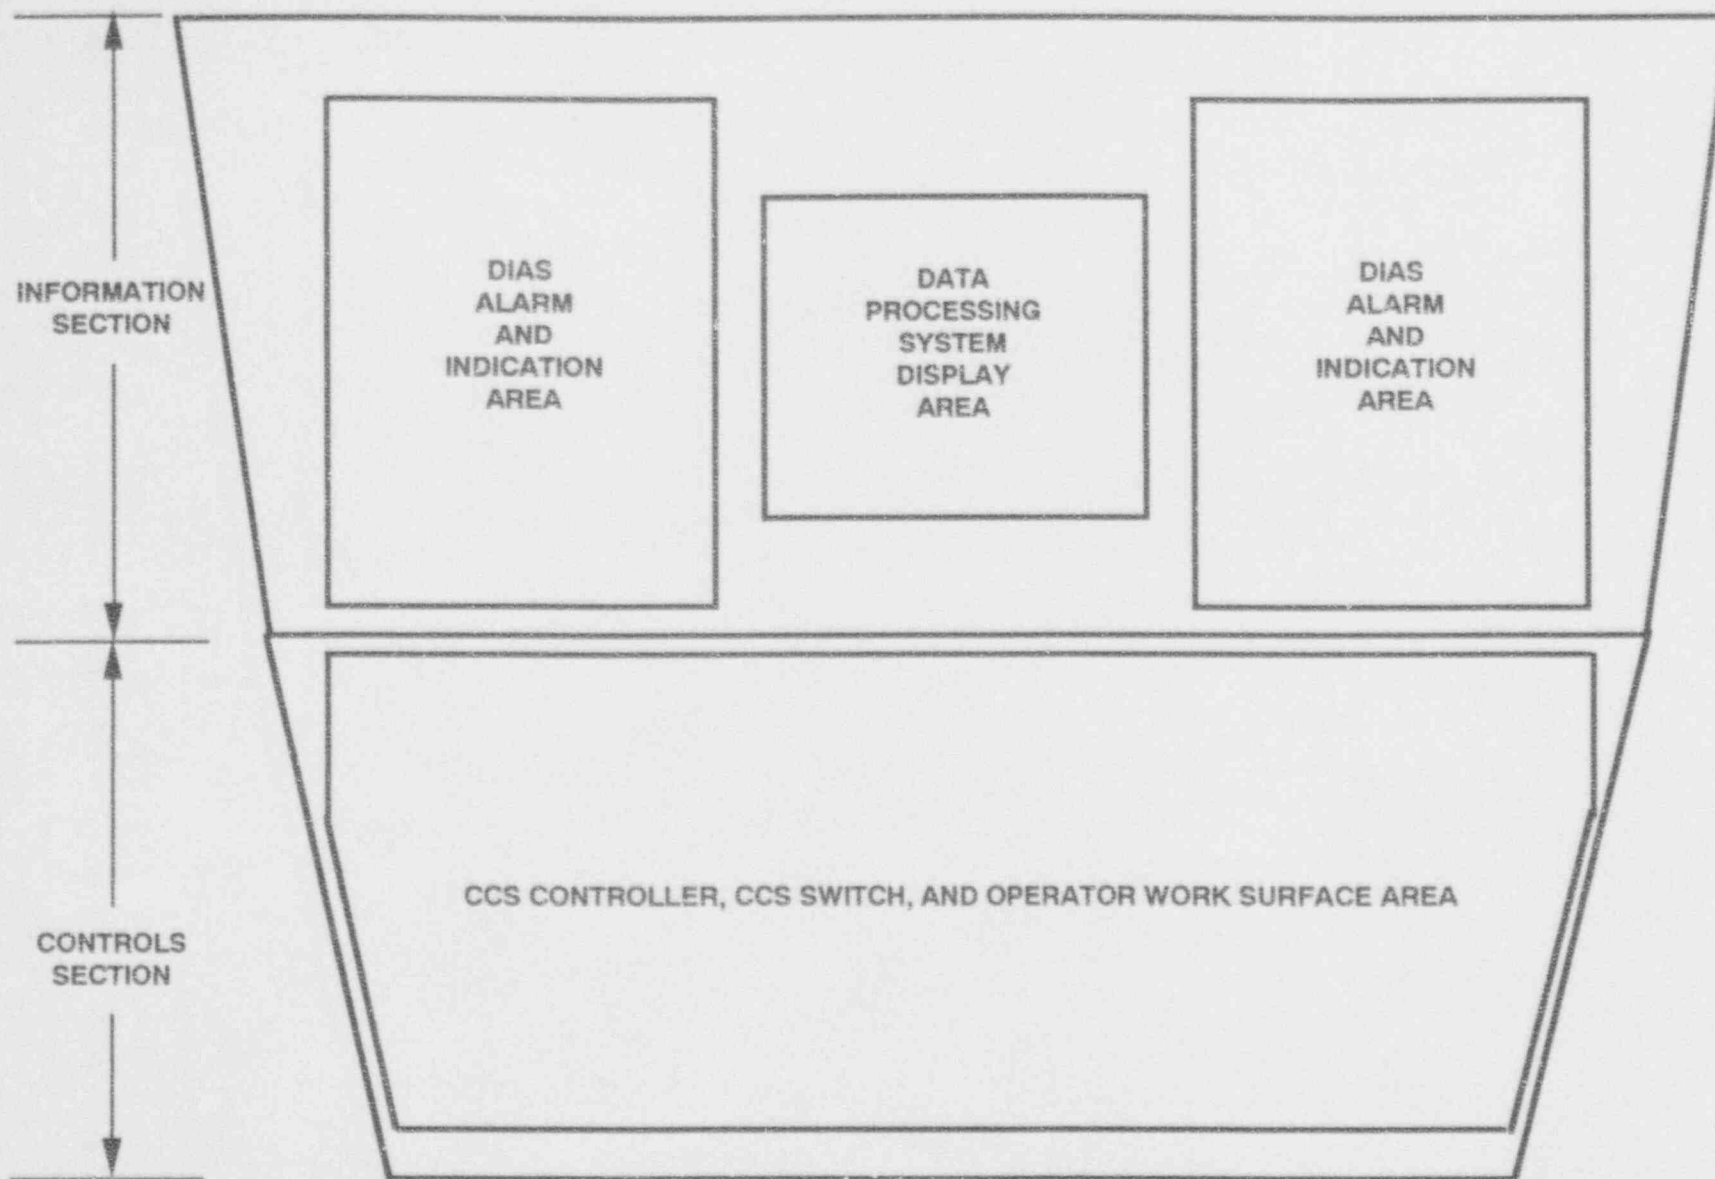 INFORMATION
SECTION
DIAS
ALARM
AND
INDICATION
AREA
DATA
PROCESSING
SYSTEM
DISPLAY
AREA
DIAS
ALARM
AND
INDICATION
AREA
CONTROLS
SECTION
CCS CONTROLLER, CCS SWITCH, AND OPERATOR WORK SURFACE AREA